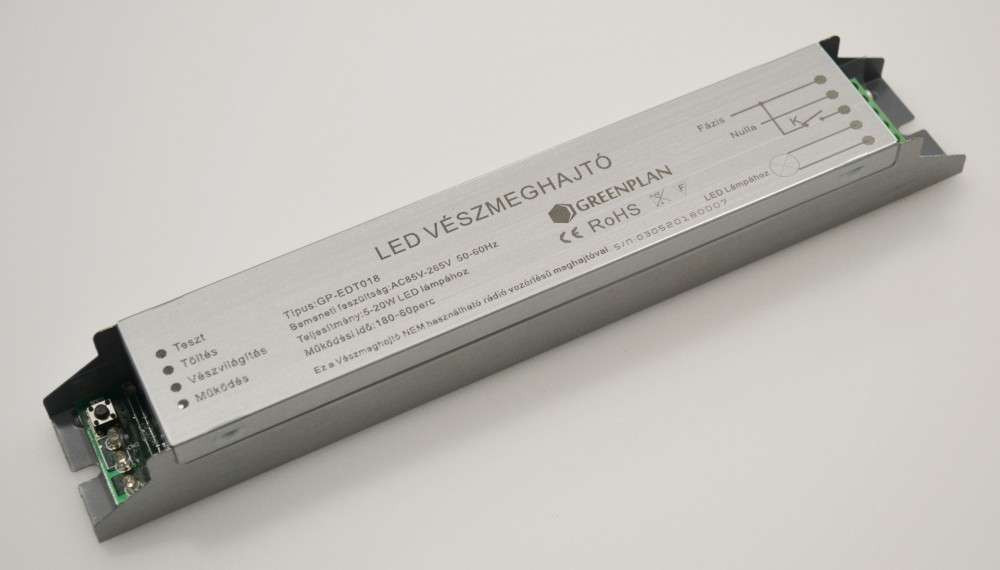 LED VÉSZMEGHAJTÓ
GREENPLAN
CE RoHS F
Típus:GP-EDT018
Bemeneti feszültség:AC85V-265V 50-60Hz
Teljesítmény:5-20W LED lámpához
Működési idő:180-60perc
Ez a Vészmeghajtó NEM használható rádió vezérlésű meghajtóval
S/N:030520180007
Teszt
Töltés
Vészvilágítás
Működés
Fázis
Nulla
K
LED Lámpához